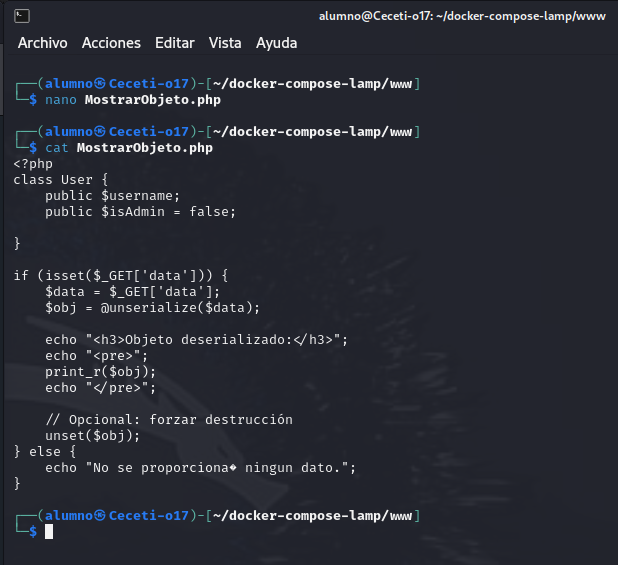 alumno@Ceceti-o17: ~/docker-compose-lamp/www
Archivo Acciones Editar Vista Ayuda
┌──(alumno㉿Ceceti-o17)-[~/docker-compose-lamp/www]
└─$ nano MostrarObjeto.php
┌──(alumno㉿Ceceti-o17)-[~/docker-compose-lamp/www]
└─$ cat MostrarObjeto.php
<?php
class User {
    public $username;
    public $isAdmin = false;
}
if (isset($_GET['data'])) {
    $data = $_GET['data'];
    $obj = @unserialize($data);
    echo "<h3>Objeto deserializado:</h3>";
    echo "<pre>";
    print_r($obj);
    echo "</pre>";
    // Opcional: forzar destrucción
    unset($obj);
} else {
    echo "No se proporciona� ningun dato.";
}
┌──(alumno㉿Ceceti-o17)-[~/docker-compose-lamp/www]
└─$